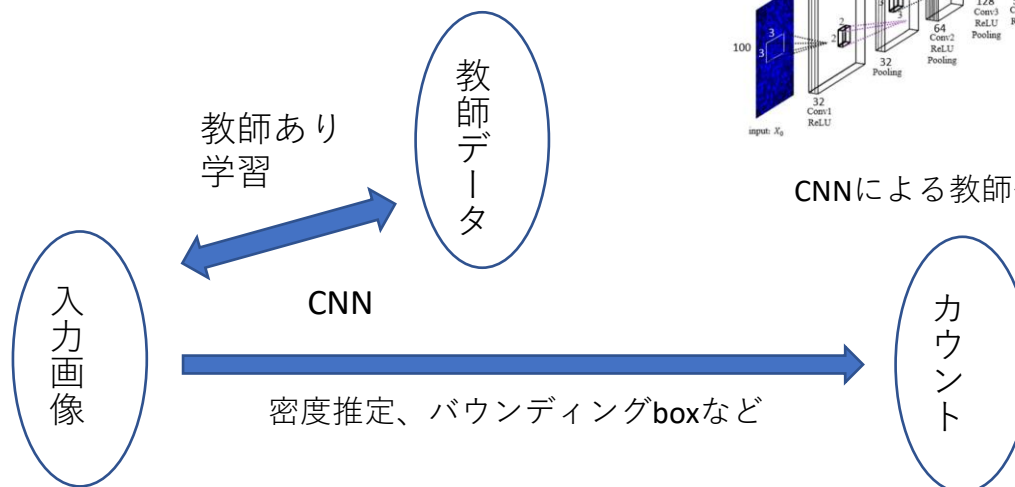 教師あり
学習
教師データ
CNN
入力画像
密度推定、バウンディングboxなど
カウント
CNNによる教師
100
3
3
input: X₀
32
Conv1
ReLU
2
2
32
Pooling
3
3
64
Conv2
ReLU
Pooling
128
Conv3
ReLU
Pooling